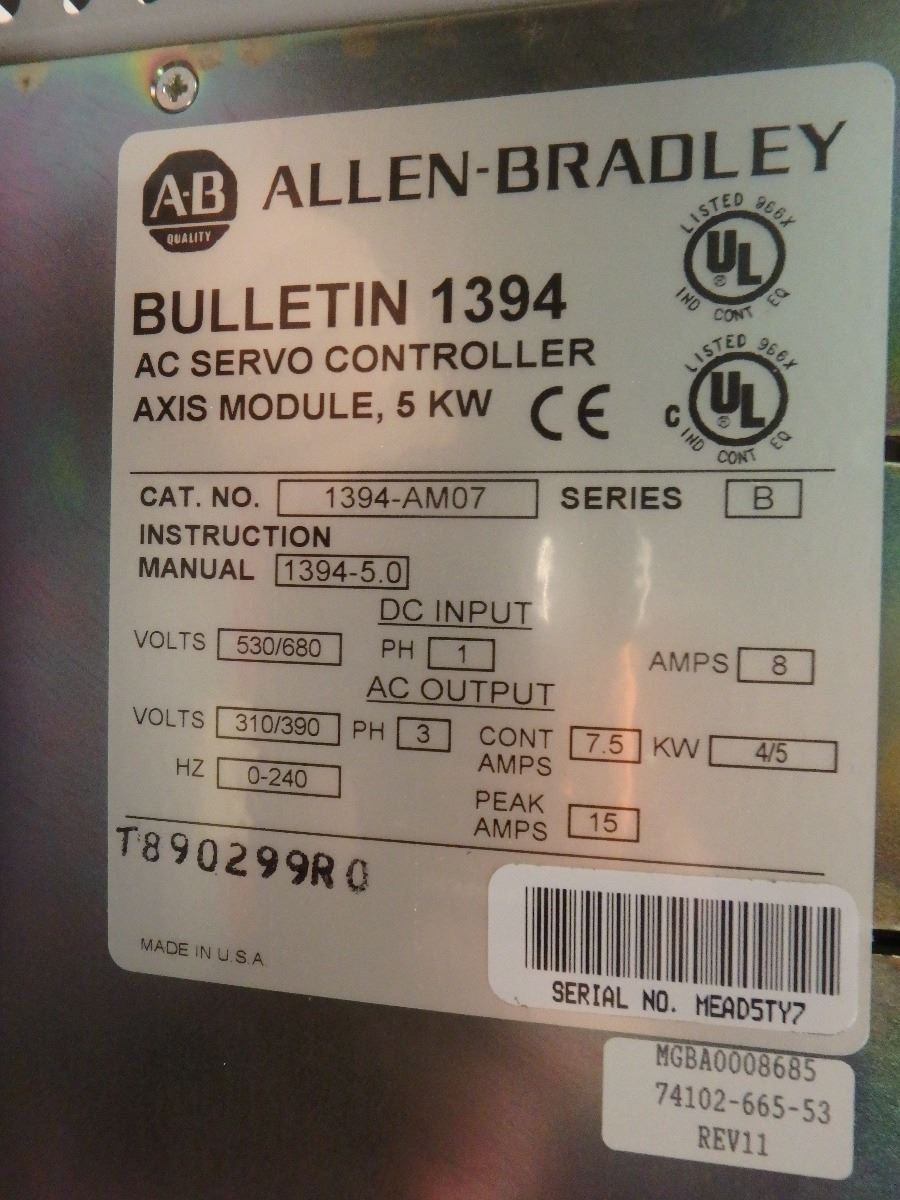 A-B
QUALITY
ALLEN-BRADLEY
LISTED 966X
UL
®
IND CONT EQ
BULLETIN 1394
AC SERVO CONTROLLER
AXIS MODULE, 5 KW
CE
LISTED 966X
C UL
®
IND CONT EQ
CAT. NO. 1394-AM07 SERIES B
INSTRUCTION
MANUAL 1394-5.0
DC INPUT
VOLTS 530/680 PH 1 AMPS 8
AC OUTPUT
VOLTS 310/390 PH 3 CONT AMPS 7.5 KW 4/5
HZ 0-240
PEAK AMPS 15
T890299R0
MADE IN U.S.A.
SERIAL NO. MEAD5TY7
MGBA0008685
74102-665-53
REV11